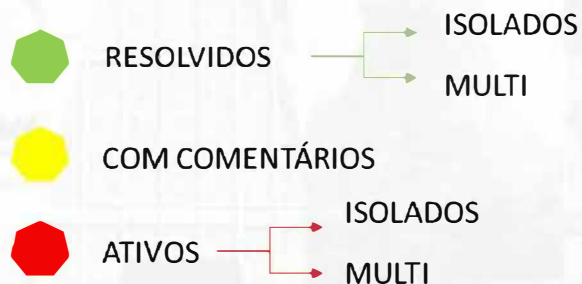 ISOLADOS
RESOLVIDOS
MULTI
COM COMENTÁRIOS
ISOLADOS
ATIVOS
MULTI